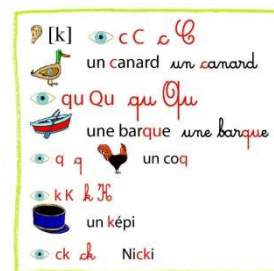 [k] c C c C
un canard un canard
qu Qu qu Qu
une barque une barque
q q un coq
k K k K
un képi
ck ck Nicki